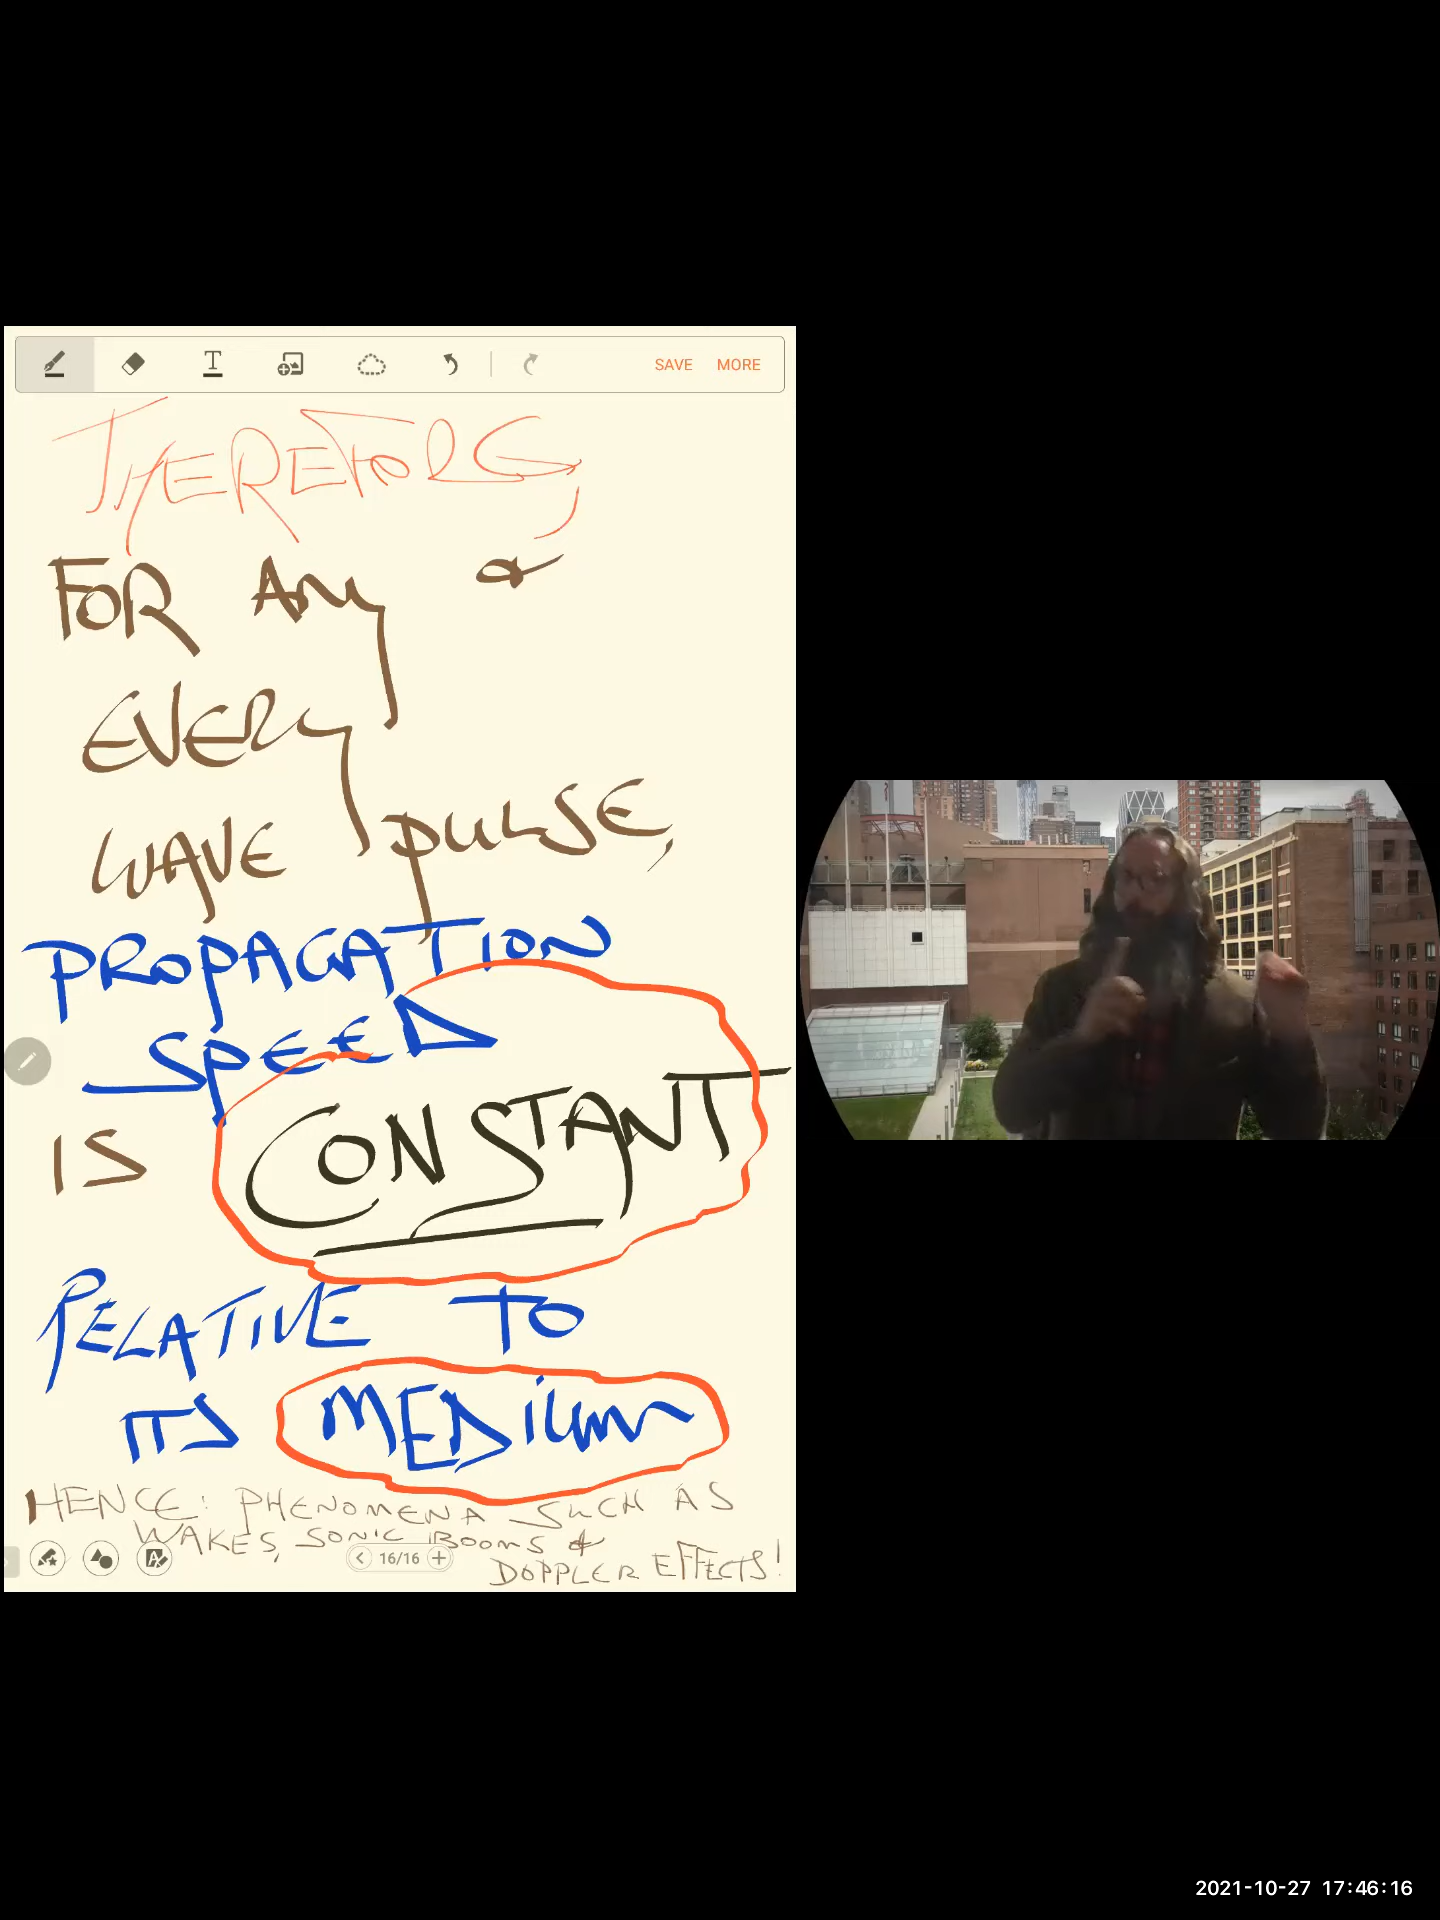 SAVE MORE
THEREFORE,
FOR ANY &
EVERY
WAVE PULSE,
PROPAGATION
SPEED
IS CONSTANT
RELATIVE TO
ITS MEDIUM
HENCE: PHENOMENA SUCH AS
WAKES, SONIC BOOMS &
DOPPLER EFFECTS!
16/16
2021-10-27 17:46:16